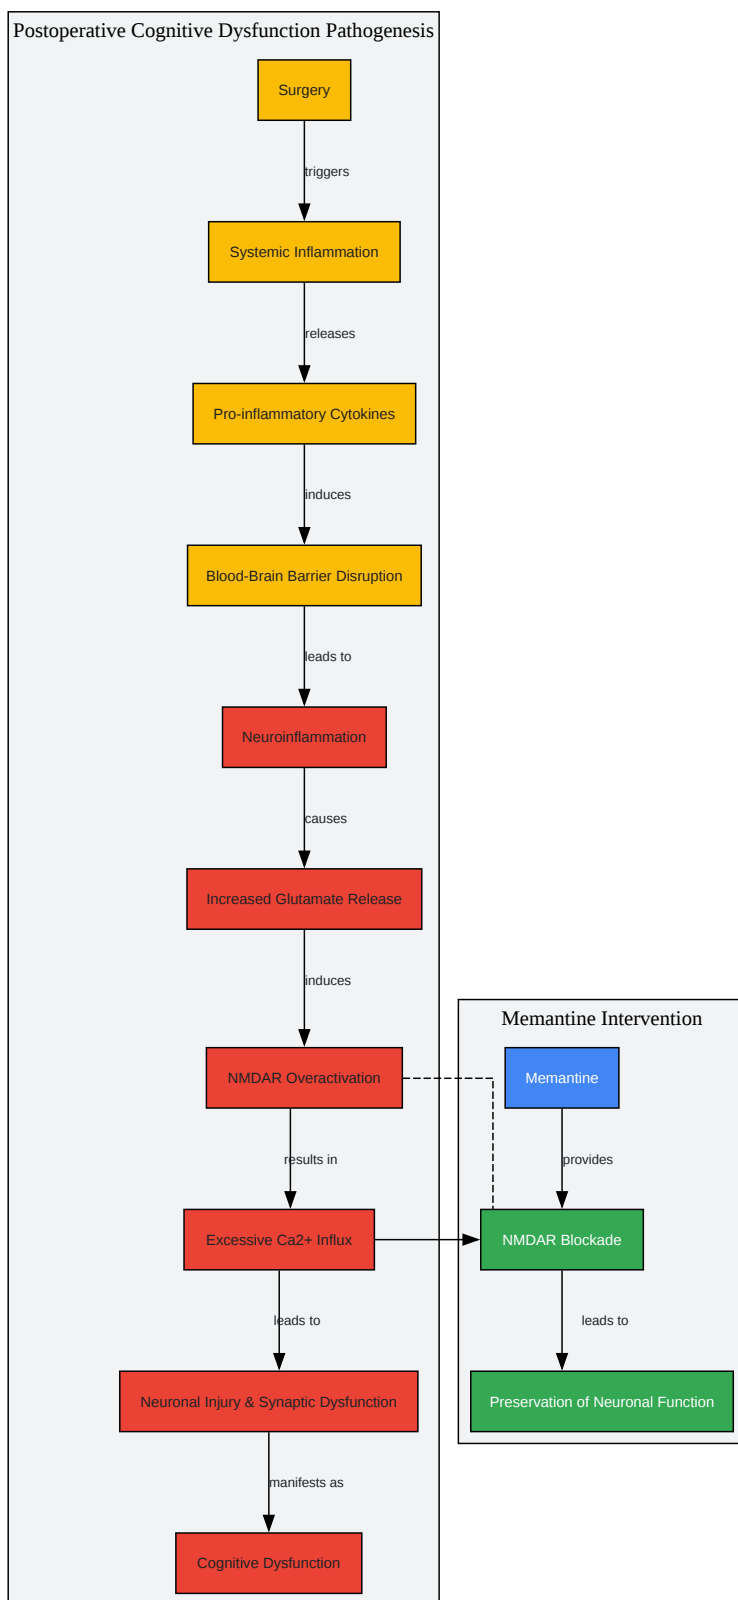 Postoperative Cognitive Dysfunction Pathogenesis
Surgery
triggers
Systemic Inflammation
releases
Pro-inflammatory Cytokines
induces
Blood-Brain Barrier Disruption
leads to
Neuroinflammation
causes
Increased Glutamate Release
induces
NMDAR Overactivation
results in
Excessive Ca2+ Influx
leads to
Neuronal Injury & Synaptic Dysfunction
manifests as
Cognitive Dysfunction
Memantine Intervention
Memantine
provides
NMDAR Blockade
leads to
Preservation of Neuronal Function